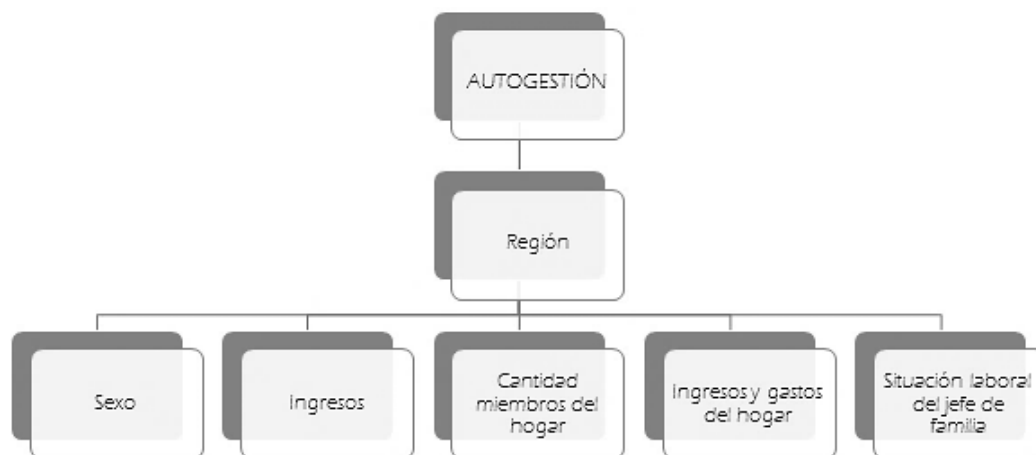 AUTOGESTIÓN
Región
Sexo
Ingresos
Cantidad
miembros del
hogar
Ingresos y gastos
del hogar
Situación laboral
del jefe de
familia